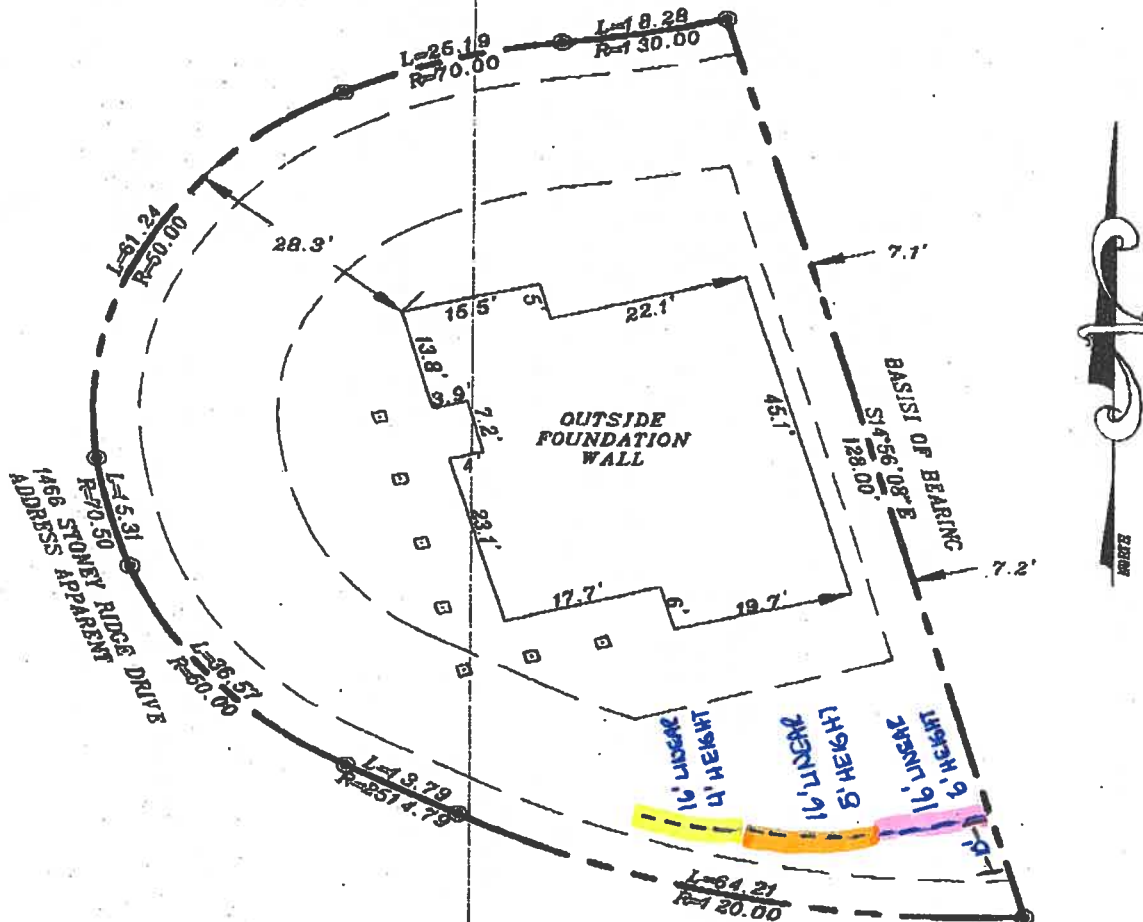 L=18.28
R=130.00
L=26.19
R=70.00
L=61.24
R=50.00
28.3'
7.1'
15.5'
5'
22.1'
13.8'
3.9'
7.2'
4'
23.1'
OUTSIDE
FOUNDATION
WALL
45.1'
BASISI OF BEARING
S14°56'08"E
128.00'
NORTH
7.2'
17.7'
6'
19.7'
L=15.31
R=70.50
1466 STONEY RIDGE DRIVE
ADDRESS APPARENT
L=36.57
R=60.00
L=13.79
R=2514.79
16' LINEAR
4' HEIGHT
16' LINEAR
5' HEIGHT
16' LINEAR
6' HEIGHT
L=64.21
R=120.00